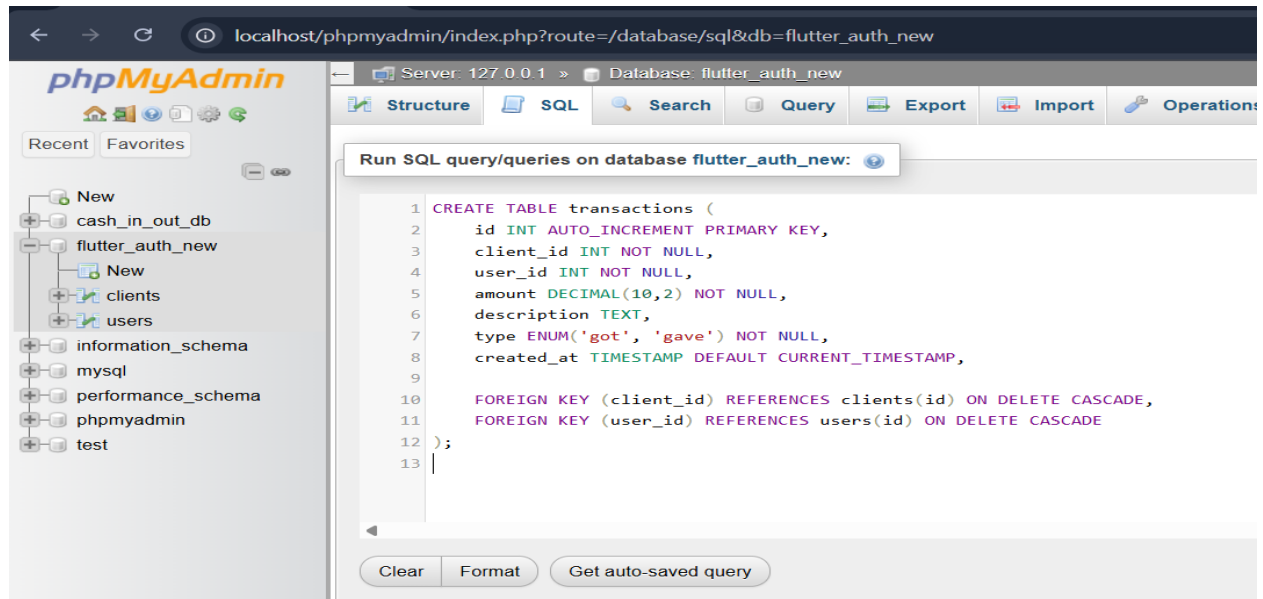 localhost/phpmyadmin/index.php?route=/database/sql&db=flutter_auth_new
phpMyAdmin
Recent Favorites
New
cash_in_out_db
flutter_auth_new
New
clients
users
information_schema
mysql
performance_schema
phpmyadmin
test
Server: 127.0.0.1 » Database: flutter_auth_new
Structure SQL Search Query Export Import Operations
Run SQL query/queries on database flutter_auth_new:
1 CREATE TABLE transactions (
2 id INT AUTO_INCREMENT PRIMARY KEY,
3 client_id INT NOT NULL,
4 user_id INT NOT NULL,
5 amount DECIMAL(10,2) NOT NULL,
6 description TEXT,
7 type ENUM('got', 'gave') NOT NULL,
8 created_at TIMESTAMP DEFAULT CURRENT_TIMESTAMP,
9
10 FOREIGN KEY (client_id) REFERENCES clients(id) ON DELETE CASCADE,
11 FOREIGN KEY (user_id) REFERENCES users(id) ON DELETE CASCADE
12 );
13
Clear Format Get auto-saved query